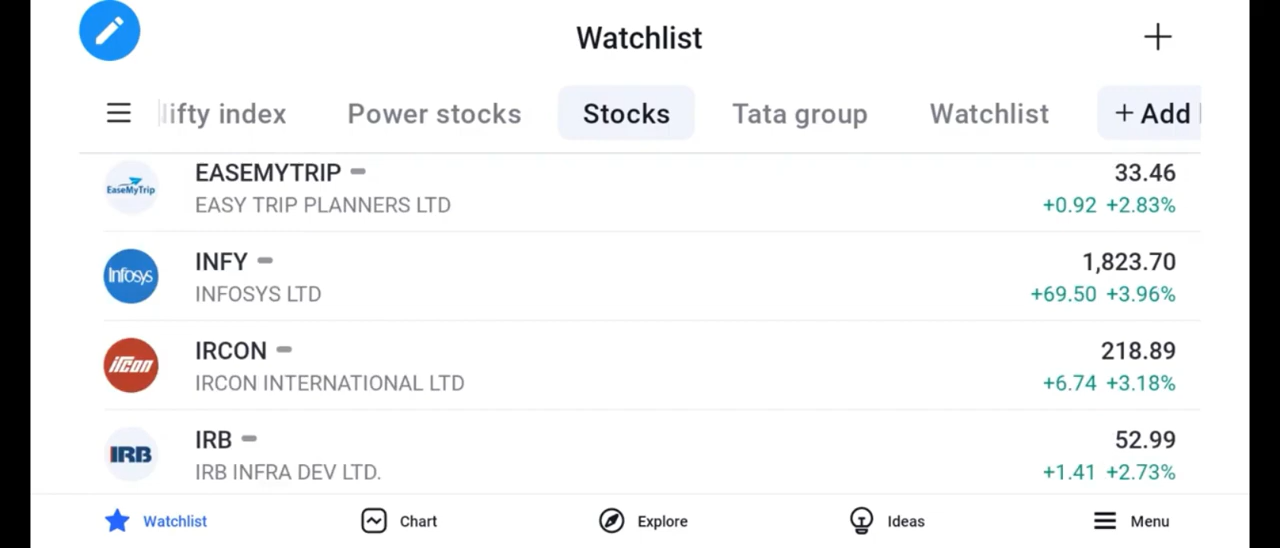 Watchlist
lifty index Power stocks Stocks Tata group Watchlist + Add
EaseMyTrip
EASEMYTRIP 33.46
EASY TRIP PLANNERS LTD +0.92 +2.83%
Infosys
INFY 1,823.70
INFOSYS LTD +69.50 +3.96%
ircon
IRCON 218.89
IRCON INTERNATIONAL LTD +6.74 +3.18%
IRB
IRB 52.99
IRB INFRA DEV LTD. +1.41 +2.73%
Watchlist Chart Explore Ideas Menu